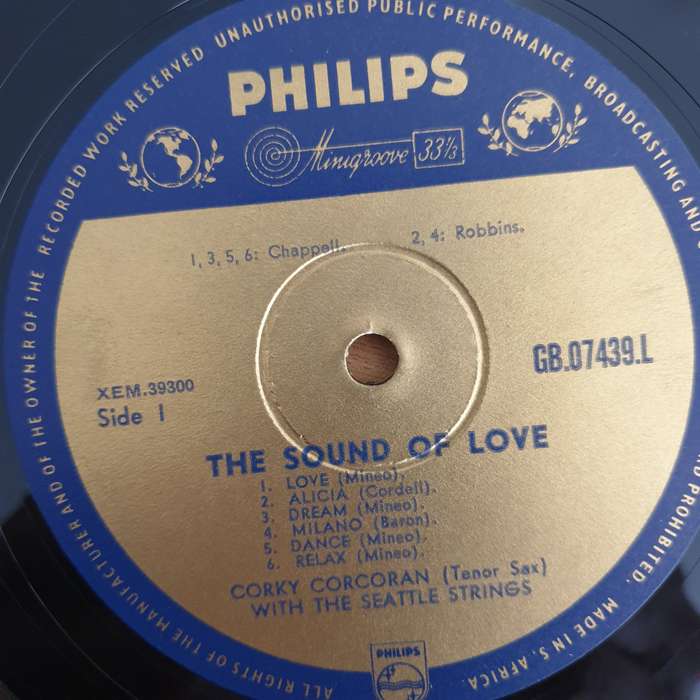 ALL RIGHTS OF THE MANUFACTURER AND OF THE OWNER OF THE RECORDED WORK RESERVED UNAUTHORISED PUBLIC PERFORMANCE, BROADCASTING AND
PROHIBITED. MADE IN S. AFRICA
PHILIPS
Minigroove 33⅓
1, 3, 5, 6: Chappell. 2, 4: Robbins.
GB.07439.L
XEM.39300
Side 1
THE SOUND OF LOVE
1. LOVE (Mineo).
2. ALICIA (Cordell).
3. DREAM (Mineo).
4. MILANO (Baron).
5. DANCE (Mineo).
6. RELAX (Mineo).
CORKY CORCORAN (Tenor Sax)
WITH THE SEATTLE STRINGS
PHILIPS